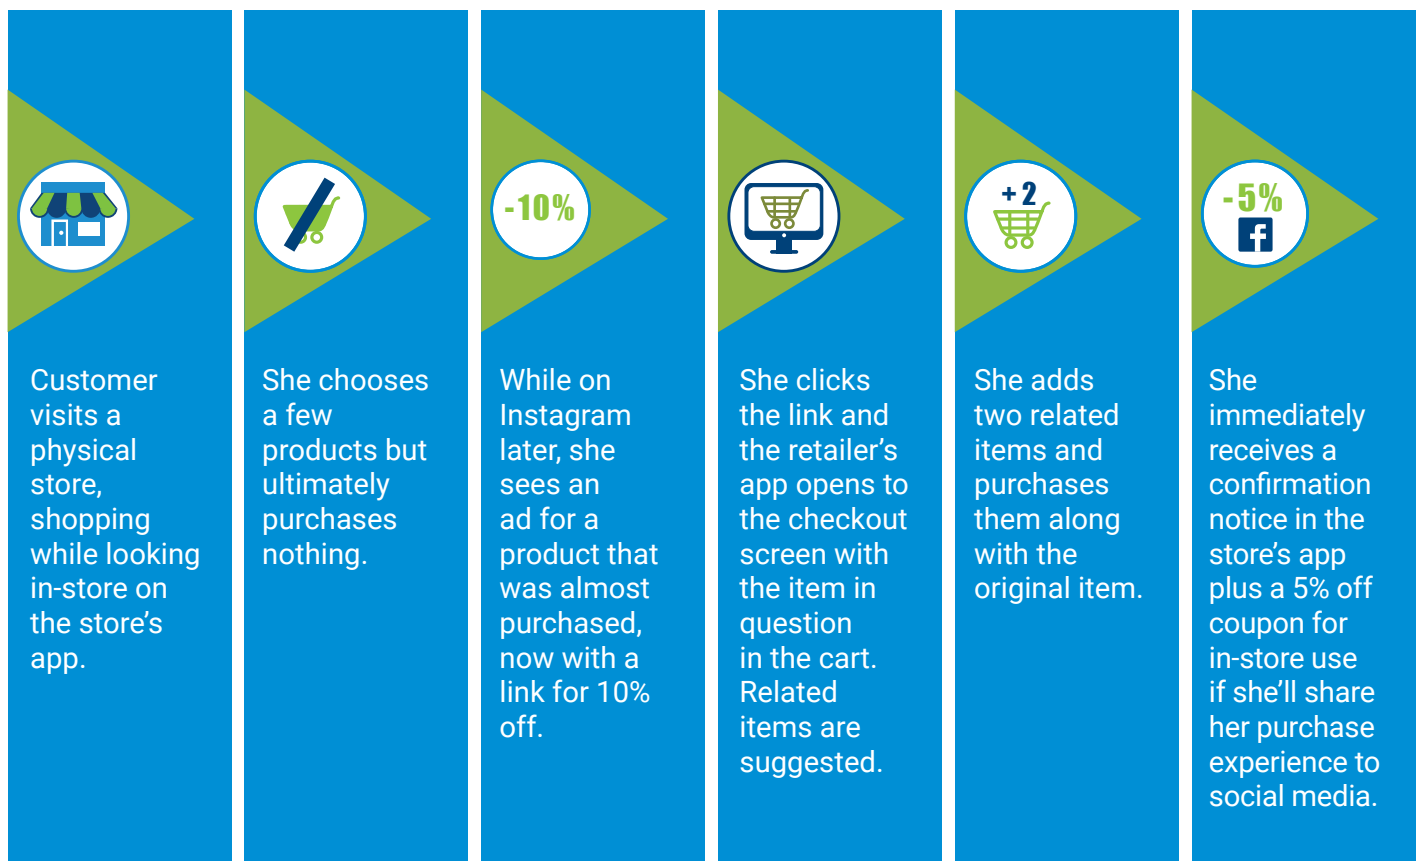 Customer
visits a
physical
store,
shopping
while looking
in-store on
the store’s
app.
She chooses
a few
products but
ultimately
purchases
nothing.
-10%
While on
Instagram
later, she
sees an
ad for a
product that
was almost
purchased,
now with a
link for 10%
off.
She clicks
the link and
the retailer’s
app opens to
the checkout
screen with
the item in
question
in the cart.
Related
items are
suggested.
+2
She adds
two related
items and
purchases
them along
with the
original item.
-5%
f
She
immediately
receives a
confirmation
notice in the
store’s app
plus a 5% off
coupon for
in-store use
if she’ll share
her purchase
experience to
social media.